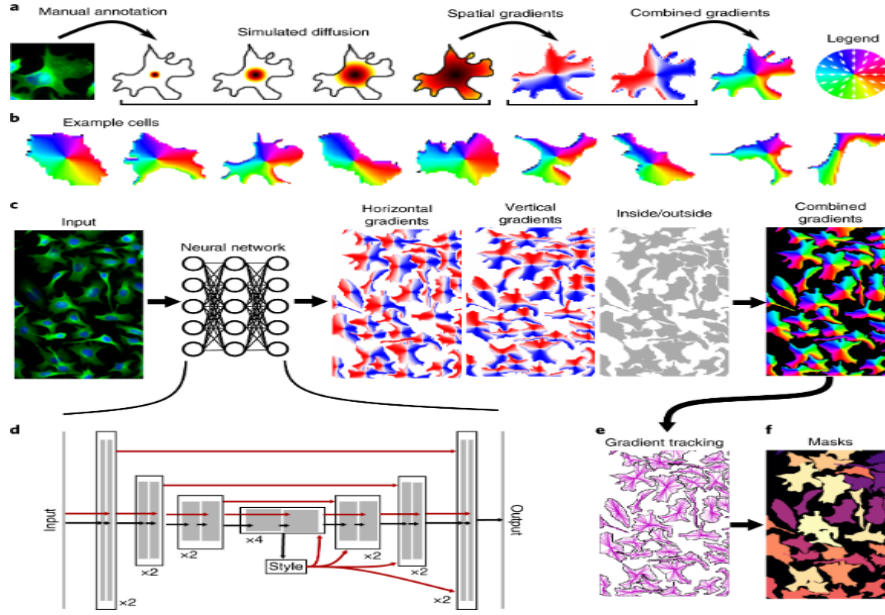 a
Manual annotation
Simulated diffusion
Spatial gradients
Combined gradients
Legend
b
Example cells
c
Input
Neural network
Horizontal
gradients
Vertical
gradients
Inside/outside
Combined
gradients
d
Input
×2
×2
×2
×4
Style
×2
×2
×2
Output
e
Gradient tracking
f
Masks